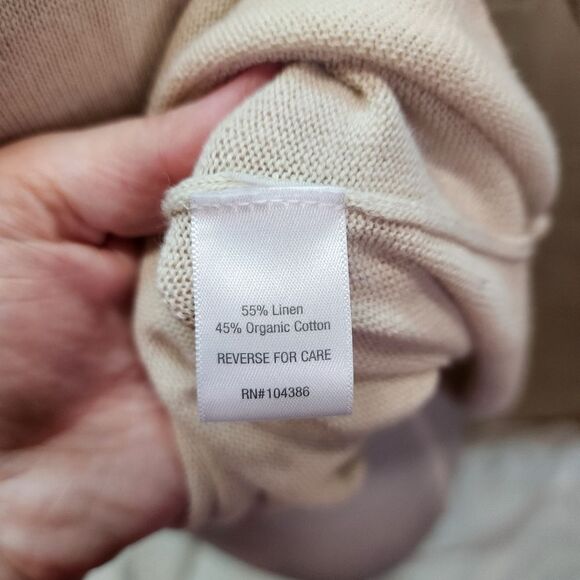 55% Linen
45% Organic Cotton
REVERSE FOR CARE
RN#104386